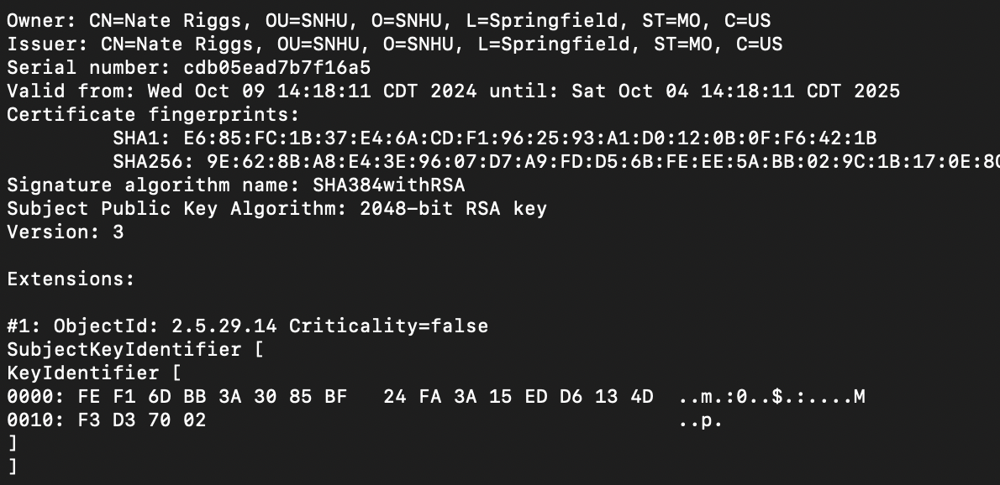 Owner: CN=Nate Riggs, OU=SNHU, O=SNHU, L=Springfield, ST=MO, C=US
Issuer: CN=Nate Riggs, OU=SNHU, O=SNHU, L=Springfield, ST=MO, C=US
Serial number: cdb05ead7b7f16a5
Valid from: Wed Oct 09 14:18:11 CDT 2024 until: Sat Oct 04 14:18:11 CDT 2025
Certificate fingerprints:
SHA1: E6:85:FC:1B:37:E4:6A:CD:F1:96:25:93:A1:D0:12:0B:0F:F6:42:1B
SHA256: 9E:62:8B:A8:E4:3E:96:07:D7:A9:FD:D5:6B:FE:EE:5A:BB:02:9C:1B:17:0E:
Signature algorithm name: SHA384withRSA
Subject Public Key Algorithm: 2048-bit RSA key
Version: 3
Extensions:
#1: ObjectId: 2.5.29.14 Criticality=false
SubjectKeyIdentifier [
KeyIdentifier [
0000: FE F1 6D BB 3A 30 85 BF   24 FA 3A 15 ED D6 13 4D  ..m.:0..$.:....M
0010: F3 D3 70 02                                        ..p.
]
]